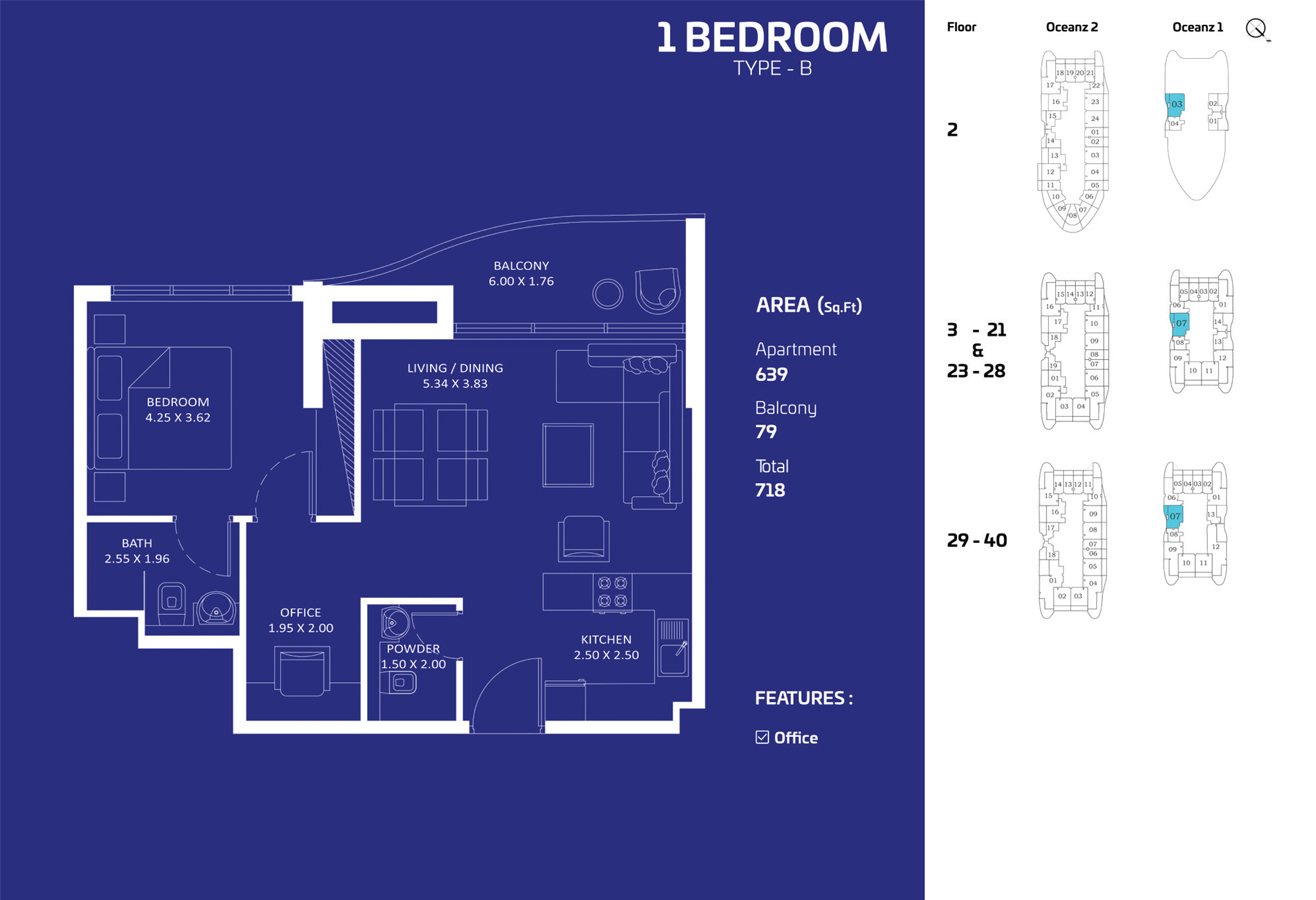 1 BEDROOM
TYPE - B
BALCONY
6.00 X 1.76
BEDROOM
4.25 X 3.62
LIVING / DINING
5.34 X 3.83
BATH
2.55 X 1.96
OFFICE
1.95 X 2.00
POWDER
1.50 X 2.00
KITCHEN
2.50 X 2.50
AREA (Sq.Ft)
Apartment
639
Balcony
79
Total
718
FEATURES :
Office
Floor
Oceanz 2
Oceanz 1
2
18 19 20 21
17
22
16
23
15
24
01
14
02
13
03
12
04
11
05
10
06
09
07
08
03
02
04
01
3 - 21
&
23 - 28
15 14 13 12
16
11
17
10
18
09
08
19
07
01
06
02
05
03
04
05 04 03 02
06
01
07
14
08
13
09
12
10
11
29 - 40
14 13 12 11
15
10
16
09
17
08
07
18
06
05
01
04
02
03
05 04 03 02
06
01
07
13
08
09
12
10
11